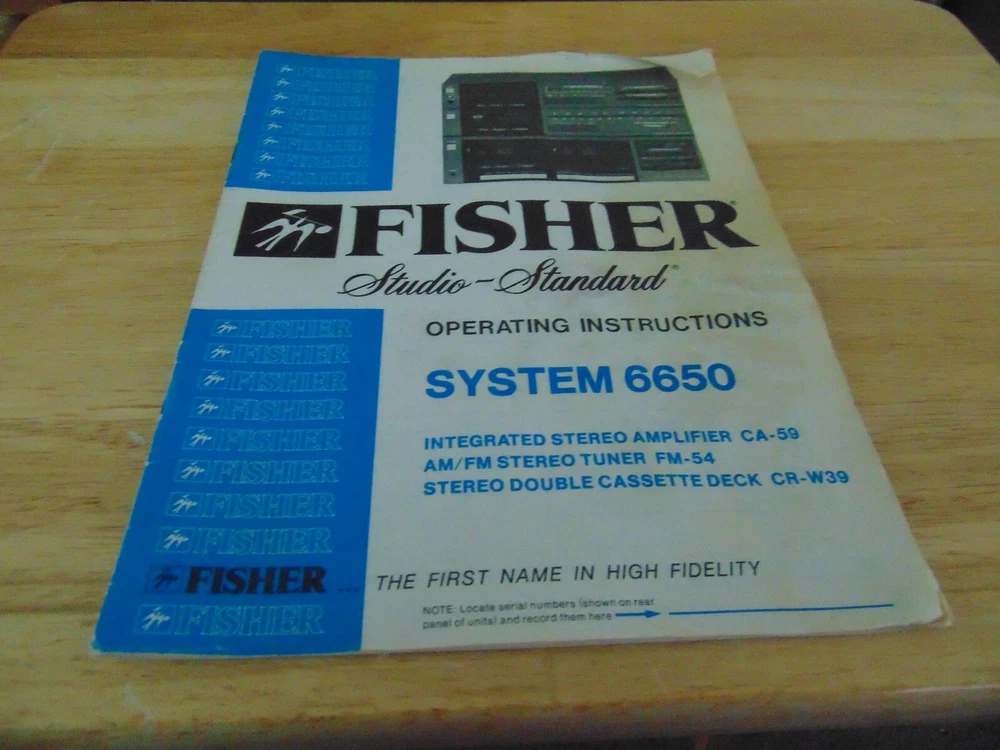 FISHER
FISHER
FISHER
FISHER
FISHER
FISHER
FISHER
FISHER
FISHER®
Studio-Standard®
OPERATING INSTRUCTIONS
SYSTEM 6650
INTEGRATED STEREO AMPLIFIER CA-59
AM/FM STEREO TUNER FM-54
STEREO DOUBLE CASSETTE DECK CR-W39
FISHER
FISHER
FISHER
FISHER
FISHER
FISHER
FISHER
FISHER
FISHER THE FIRST NAME IN HIGH FIDELITY
FISHER
NOTE: Locate serial numbers (shown on rear
panel of units) and record them here